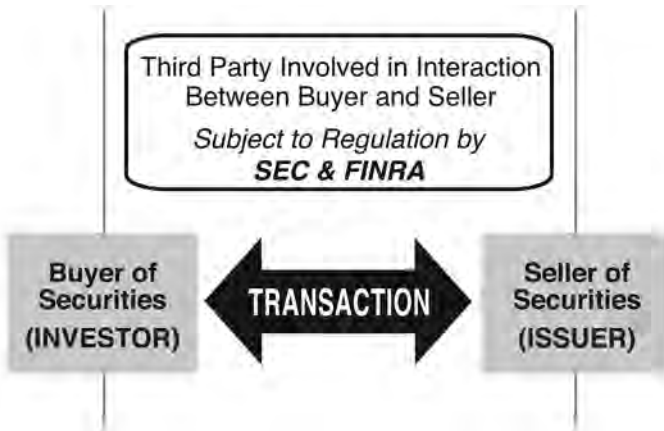 Third Party Involved in Interaction
Between Buyer and Seller
Subject to Regulation by
SEC & FINRA
Buyer of
Securities
(INVESTOR)
TRANSACTION
Seller of
Securities
(ISSUER)